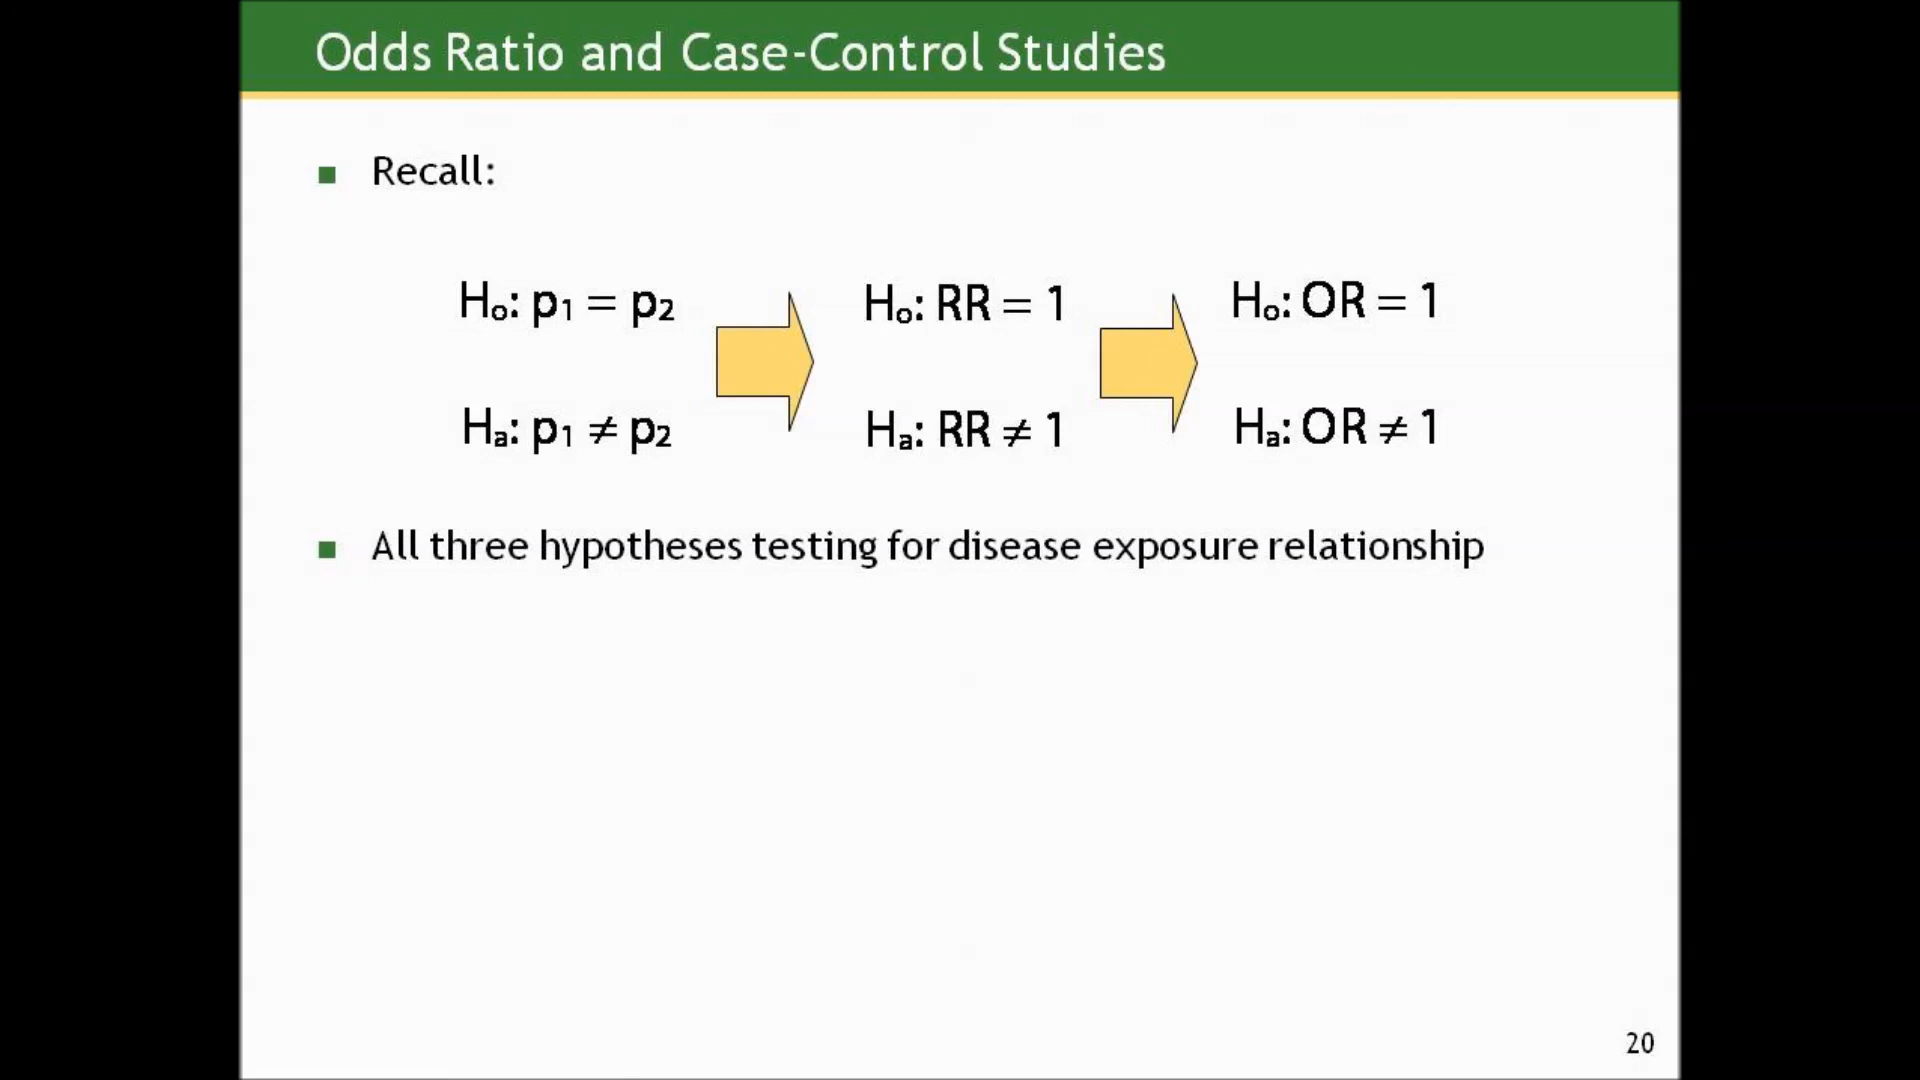 Odds Ratio and Case-Control Studies
Recall:
Hₒ: p₁ = p₂ Hₒ: RR = 1 Hₒ: OR = 1
Hₐ: p₁ ≠ p₂ Hₐ: RR ≠ 1 Hₐ: OR ≠ 1
All three hypotheses testing for disease exposure relationship
20